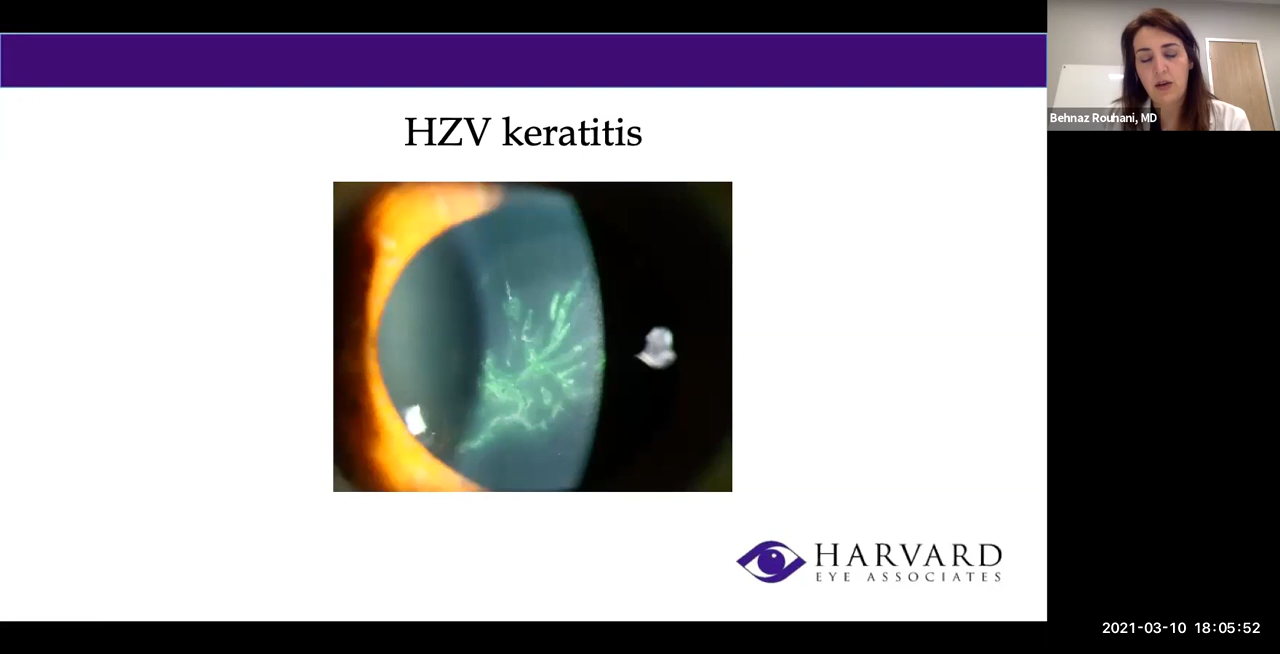 HZV keratitis
Behnaz Rouhani, MD
HARVARD
EYE ASSOCIATES
2021-03-10 18:05:52